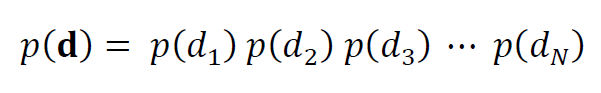 p(𝐝) = p(d₁) p(d₂) p(d₃) ⋯ p(d_N)